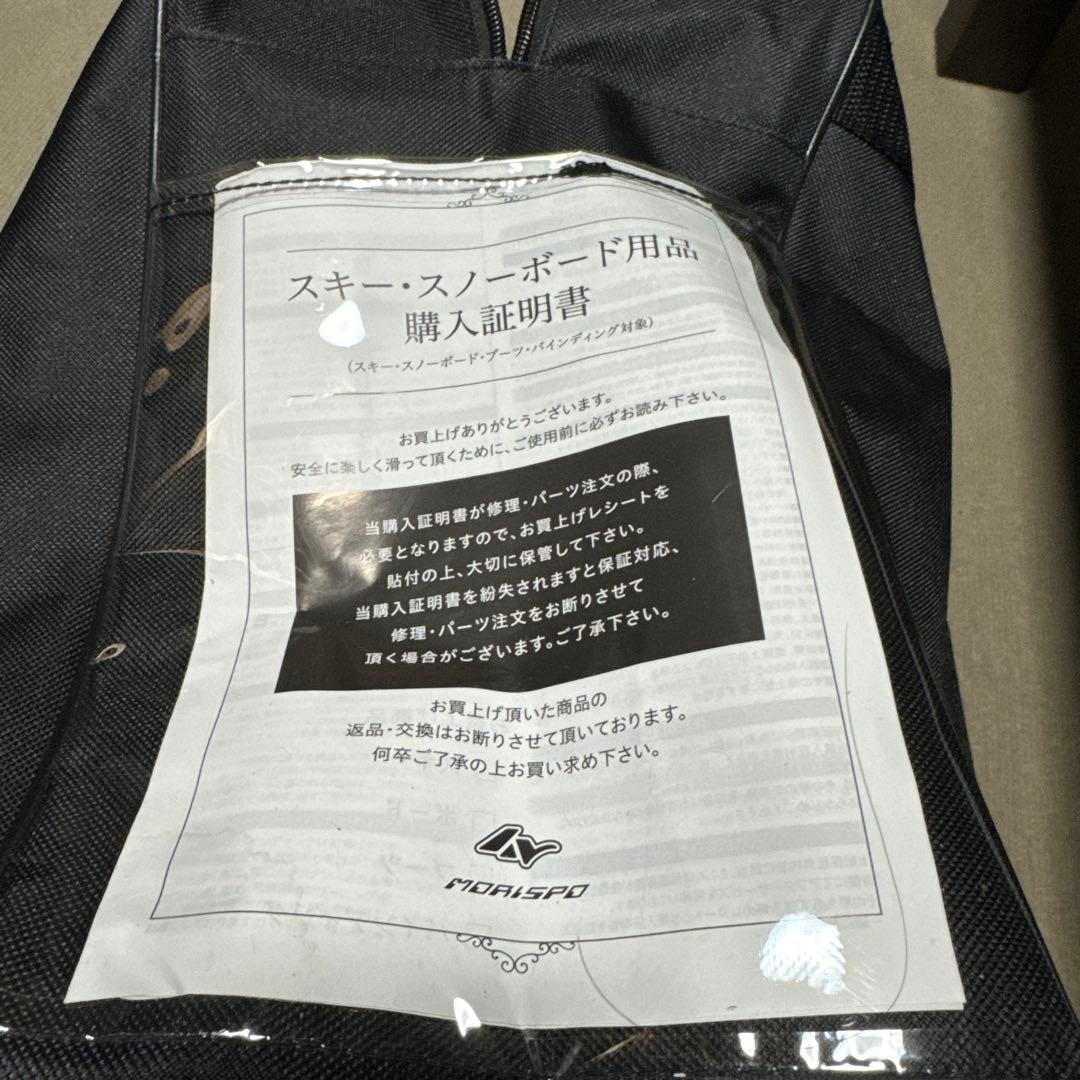 スキー・スノーボード用品
購入証明書
(スキー・スノーボード・ブーツ・バインディング対象)
お買上げありがとうございます。
安全に楽しく滑って頂くために、ご使用前に必ずお読み下さい。
当購入証明書が修理・パーツ注文の際、
必要となりますので、お買上げレシートを
貼付の上、大切に保管して下さい。
当購入証明書を紛失されますと保証対応、
修理・パーツ注文をお断りさせて
頂く場合がございます。ご了承下さい。
お買上げ頂いた商品の
返品・交換はお断りさせて頂いております。
何卒ご了承の上お買い求め下さい。
MORISPO